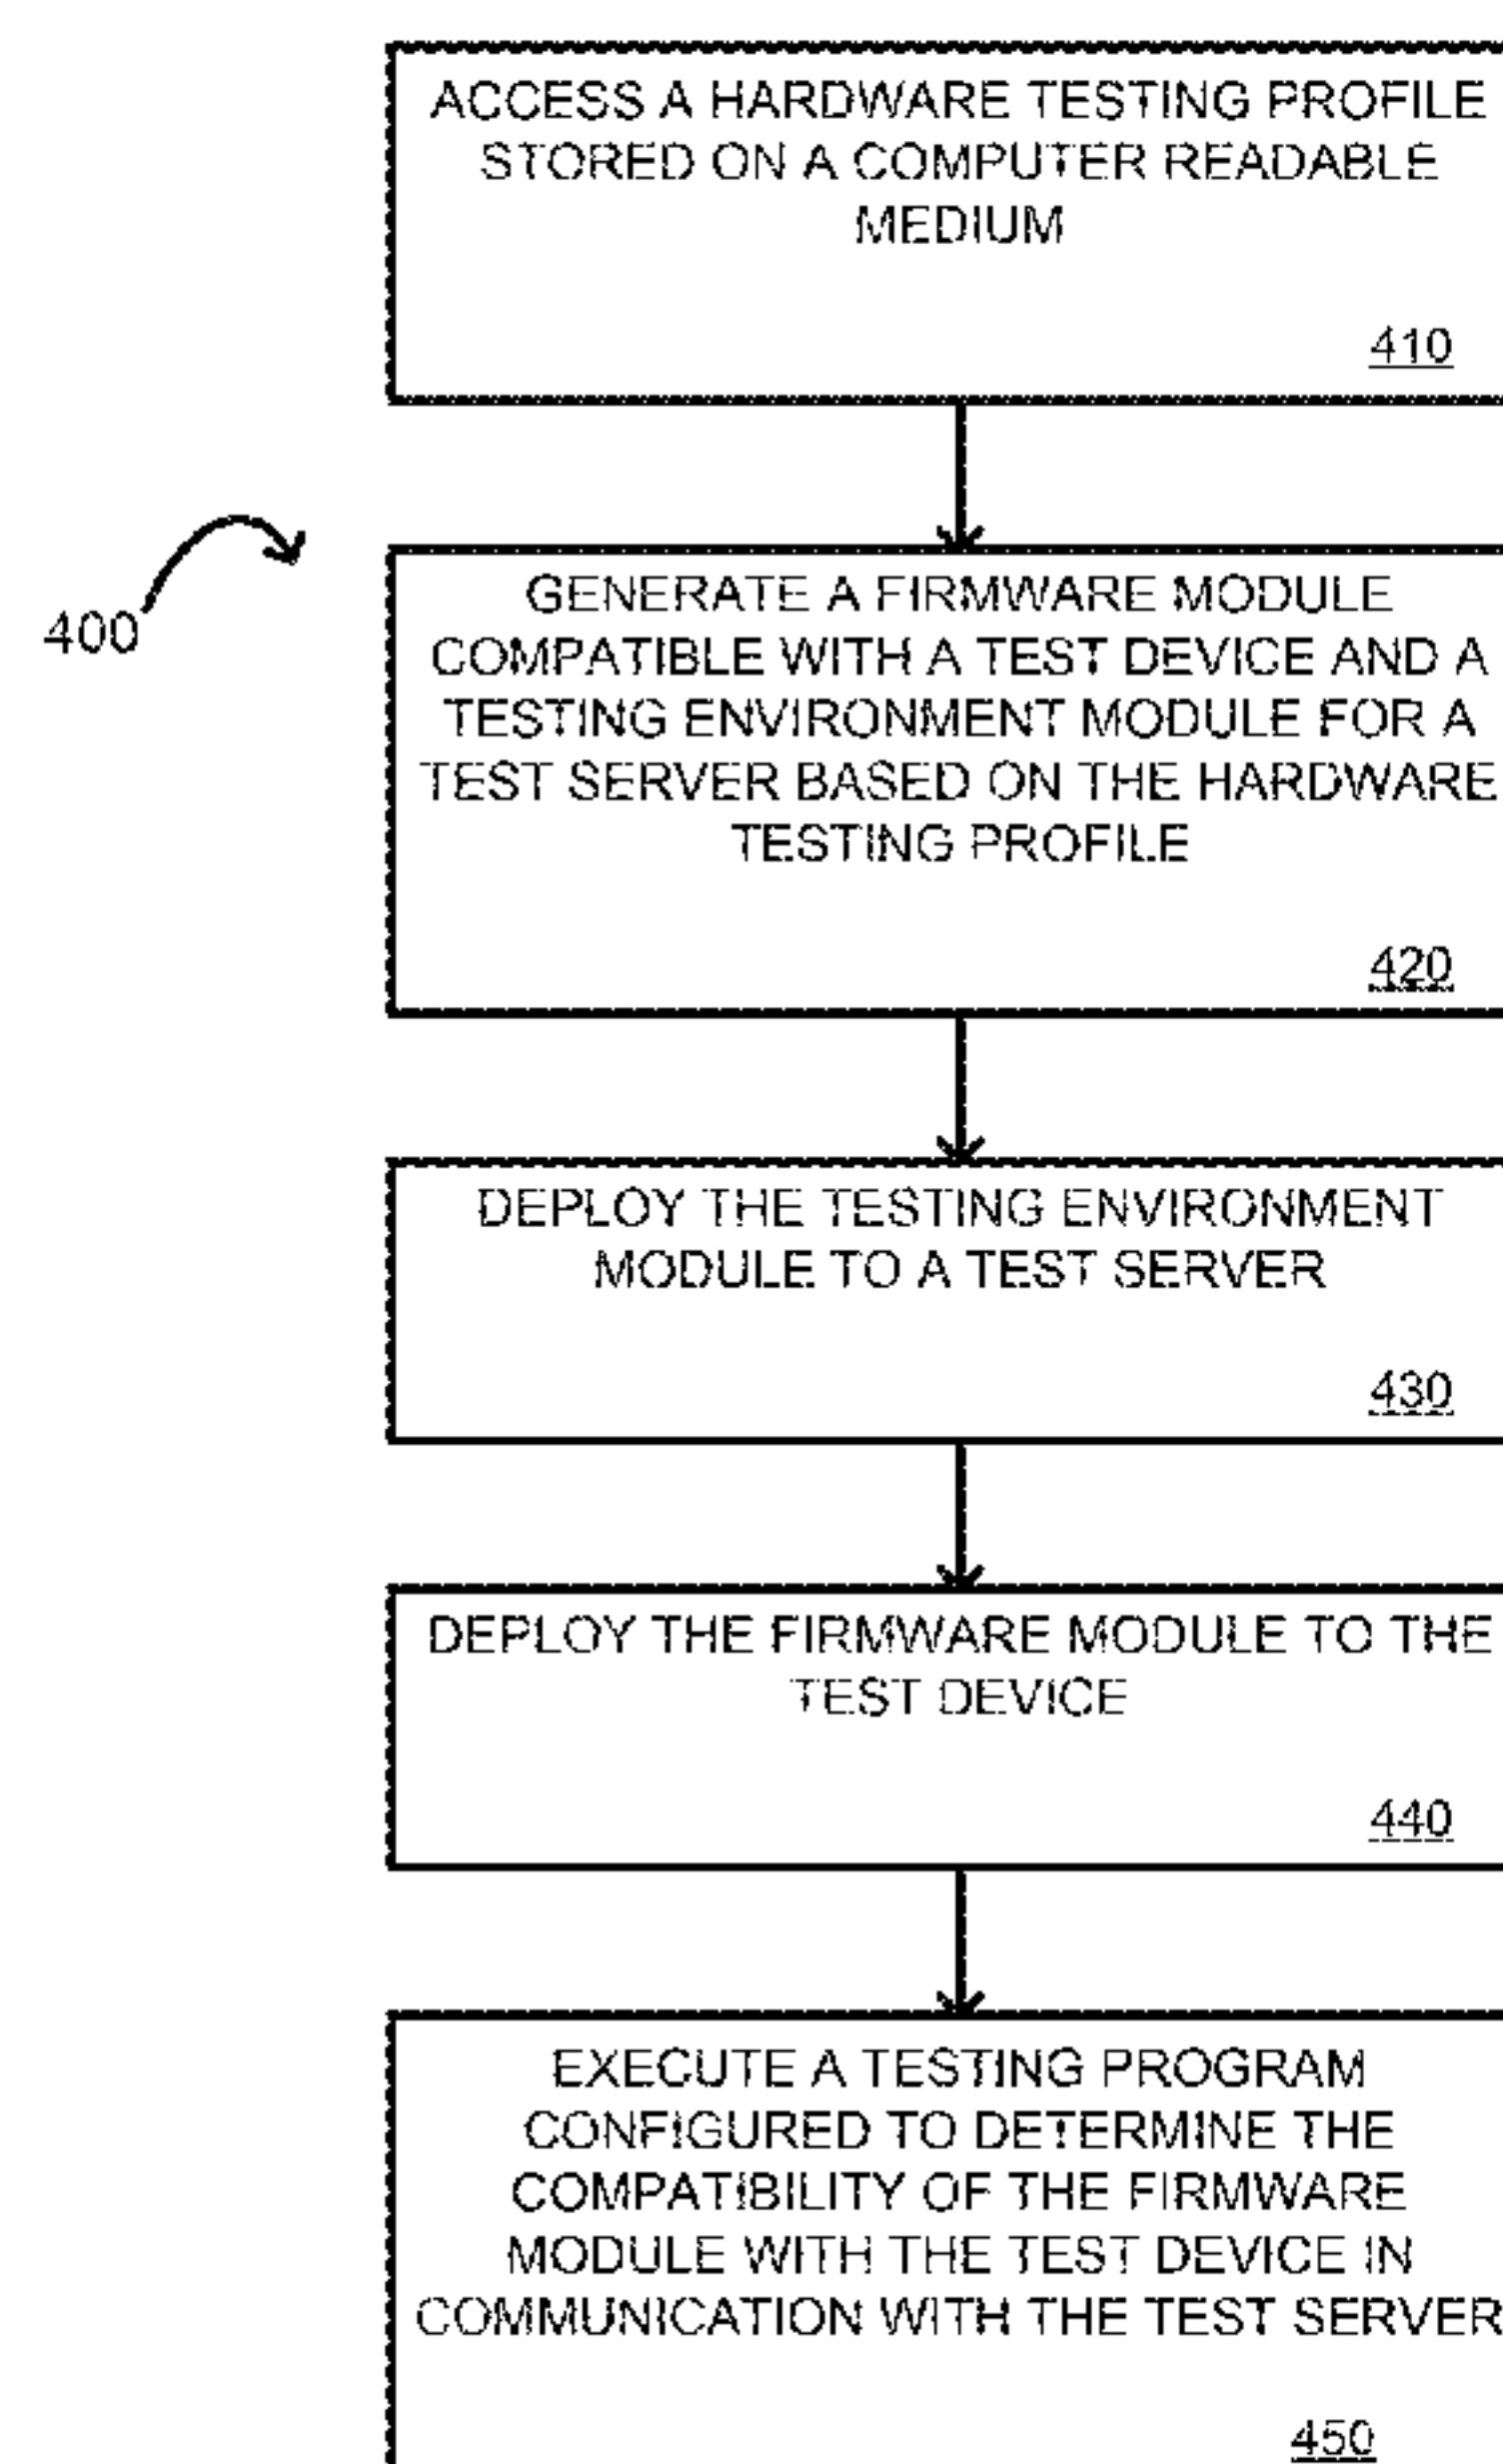 ACCESS A HARDWARE TESTING PROFILE
STORED ON A COMPUTER READABLE
MEDIUM
410
400
GENERATE A FIRMWARE MODULE
COMPATIBLE WITH A TEST DEVICE AND A
TESTING ENVIRONMENT MODULE FOR A
TEST SERVER BASED ON THE HARDWARE
TESTING PROFILE
420
DEPLOY THE TESTING ENVIRONMENT
MODULE TO A TEST SERVER
430
DEPLOY THE FIRMWARE MODULE TO THE
TEST DEVICE
440
EXECUTE A TESTING PROGRAM
CONFIGURED TO DETERMINE THE
COMPATIBILITY OF THE FIRMWARE
MODULE WITH THE TEST DEVICE IN
COMMUNICATION WITH THE TEST SERVER
450